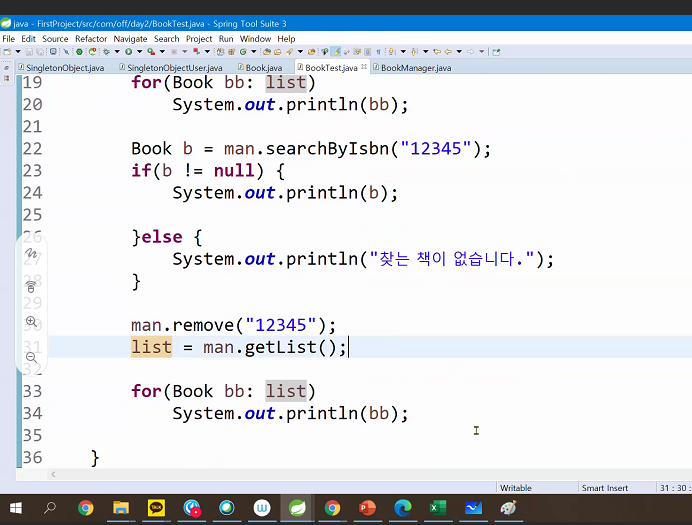 java - FirstProject/src/com/off/day2/BookTest.java - Spring Tool Suite 3
File Edit Source Refactor Navigate Search Project Run Window Help
SingletonObject.java SingletonObjectUser.java Book.java BookTest.java BookManager.java
19 for(Book bb: list)
20 System.out.println(bb);
21
22 Book b = man.searchByIsbn("12345");
23 if(b != null) {
24 System.out.println(b);
25
26 }else {
27 System.out.println("찾는 책이 없습니다.");
28 }
29
30 man.remove("12345");
31 list = man.getList();
32
33 for(Book bb: list)
34 System.out.println(bb);
35
36 }
Writable Smart Insert 31 : 30 :